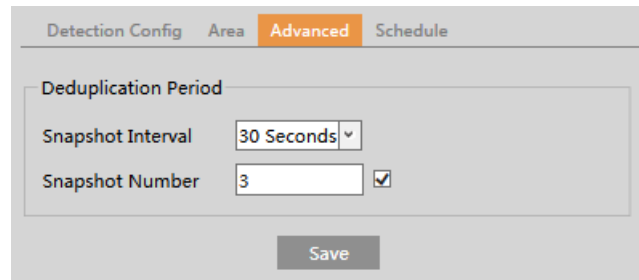 Detection Config Area Advanced Schedule
Deduplication Period
Snapshot Interval 30 Seconds
Snapshot Number 3
Save